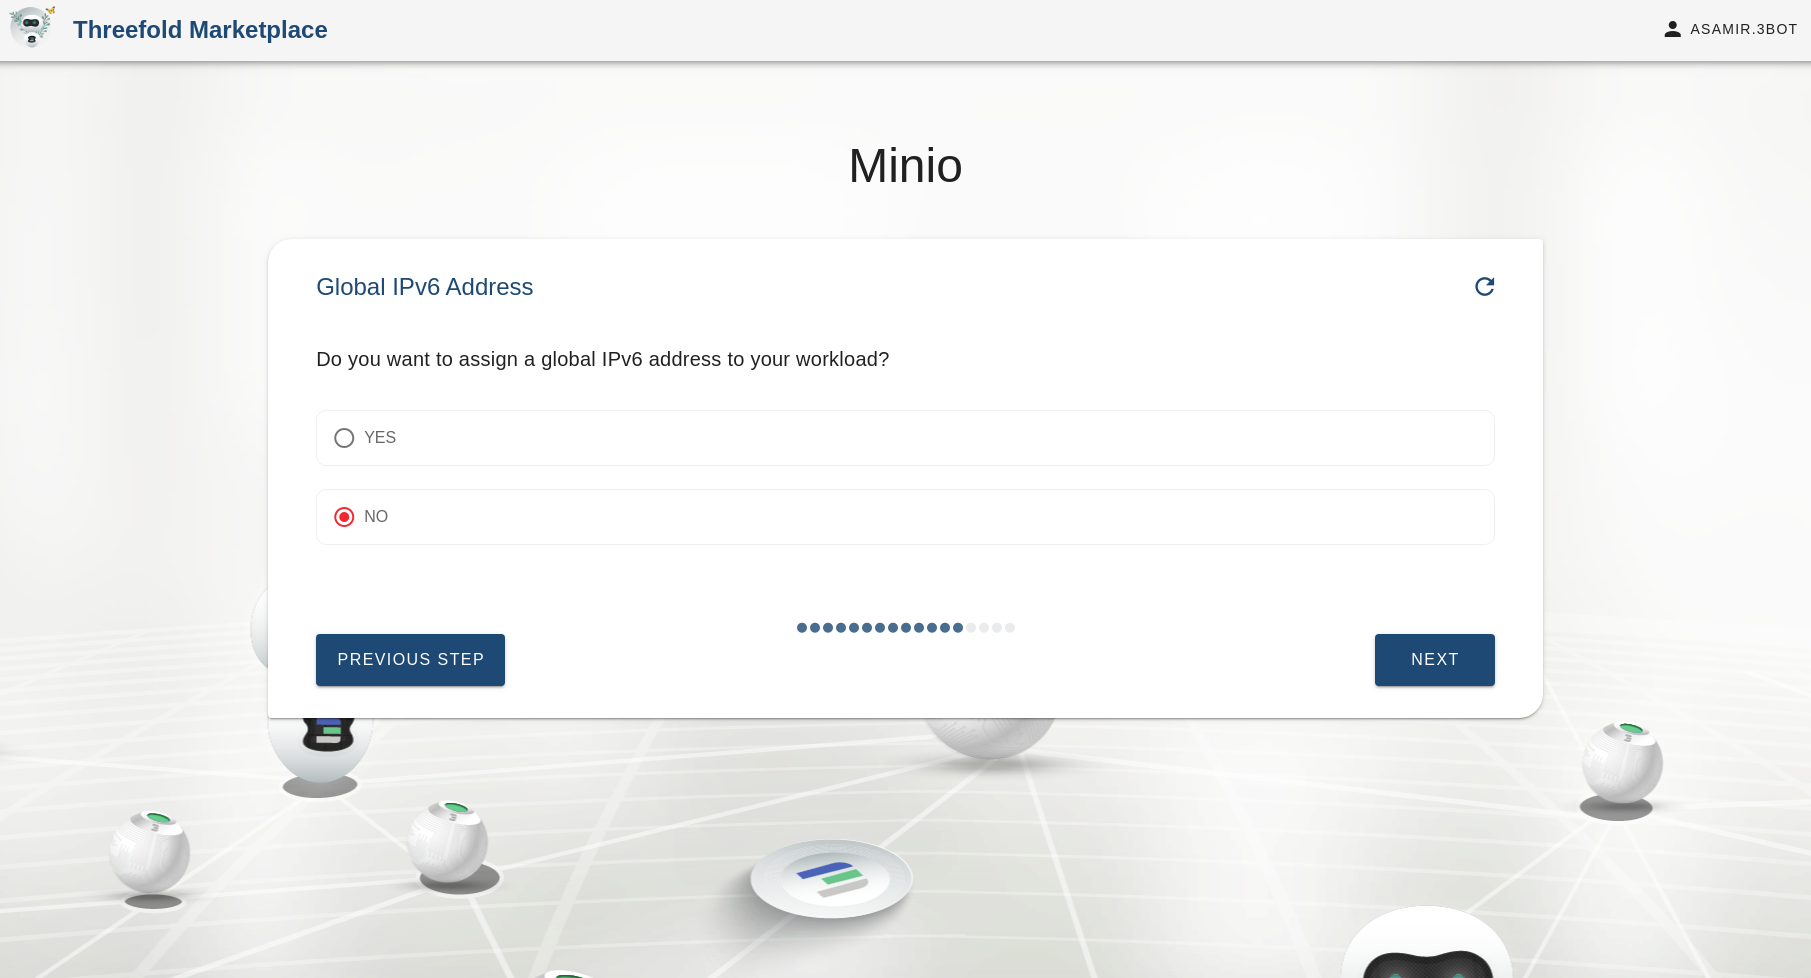 Threefold Marketplace
ASAMIR.3BOT
Minio
Global IPv6 Address
Do you want to assign a global IPv6 address to your workload?
YES
NO
PREVIOUS STEP
NEXT